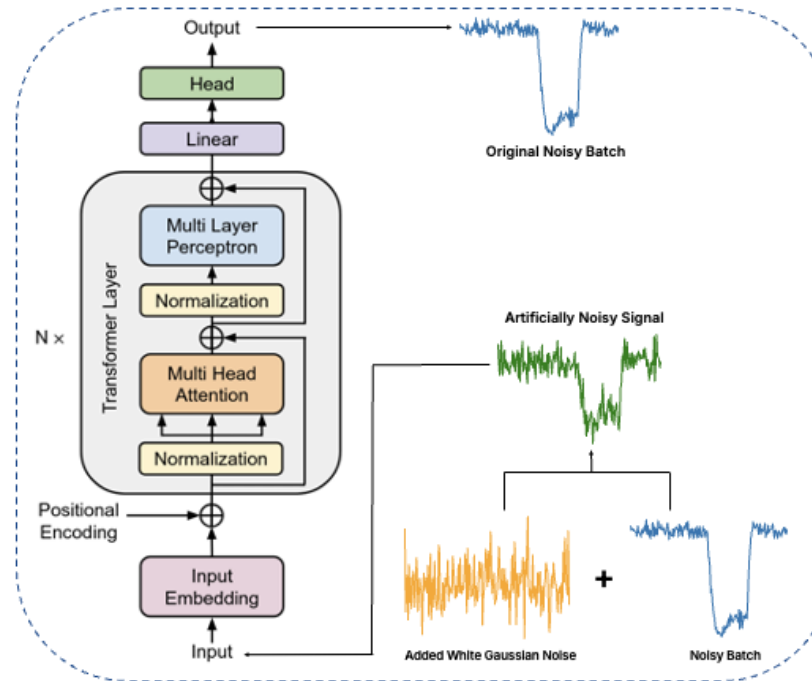 Output
Head
Linear
Original Noisy Batch
Multi Layer
Perceptron
Normalization
Transformer Layer
N ×
Artificially Noisy Signal
Multi Head
Attention
Normalization
Positional
Encoding
Input
Embedding
+
Input
Added White Gaussian Noise
Noisy Batch